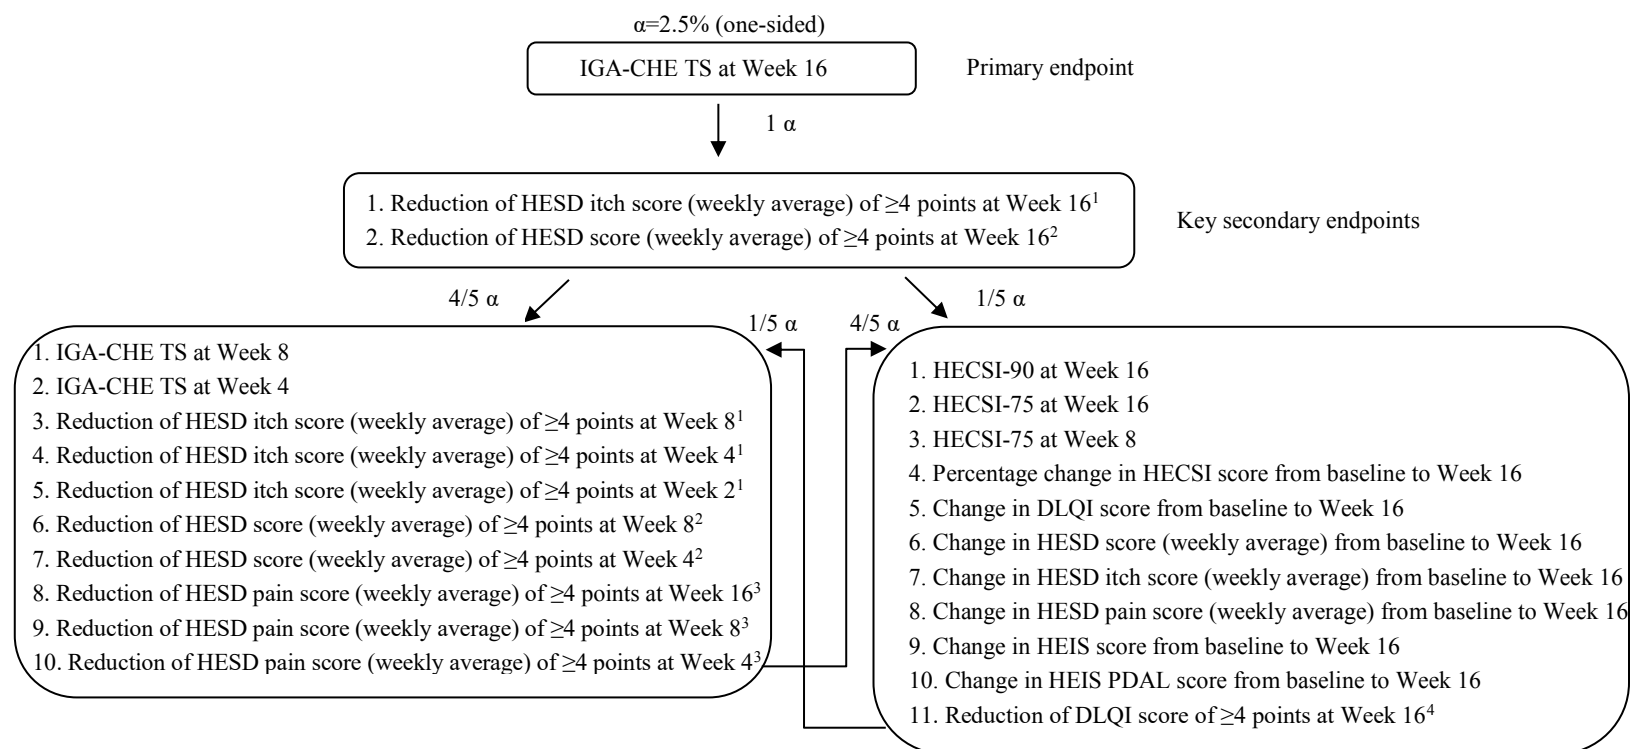 α=2.5% (one-sided)
IGA-CHE TS at Week 16
Primary endpoint
1 α
1. Reduction of HESD itch score (weekly average) of ≥4 points at Week 16¹
2. Reduction of HESD score (weekly average) of ≥4 points at Week 16²
Key secondary endpoints
4/5 α
1/5 α
1/5 α
4/5 α
1. IGA-CHE TS at Week 8
2. IGA-CHE TS at Week 4
3. Reduction of HESD itch score (weekly average) of ≥4 points at Week 8¹
4. Reduction of HESD itch score (weekly average) of ≥4 points at Week 4¹
5. Reduction of HESD itch score (weekly average) of ≥4 points at Week 2¹
6. Reduction of HESD score (weekly average) of ≥4 points at Week 8²
7. Reduction of HESD score (weekly average) of ≥4 points at Week 4²
8. Reduction of HESD pain score (weekly average) of ≥4 points at Week 16³
9. Reduction of HESD pain score (weekly average) of ≥4 points at Week 8³
10. Reduction of HESD pain score (weekly average) of ≥4 points at Week 4³
1. HECSI-90 at Week 16
2. HECSI-75 at Week 16
3. HECSI-75 at Week 8
4. Percentage change in HECSI score from baseline to Week 16
5. Change in DLQI score from baseline to Week 16
6. Change in HESD score (weekly average) from baseline to Week 16
7. Change in HESD itch score (weekly average) from baseline to Week 16
8. Change in HESD pain score (weekly average) from baseline to Week 16
9. Change in HEIS score from baseline to Week 16
10. Change in HEIS PDAL score from baseline to Week 16
11. Reduction of DLQI score of ≥4 points at Week 16⁴